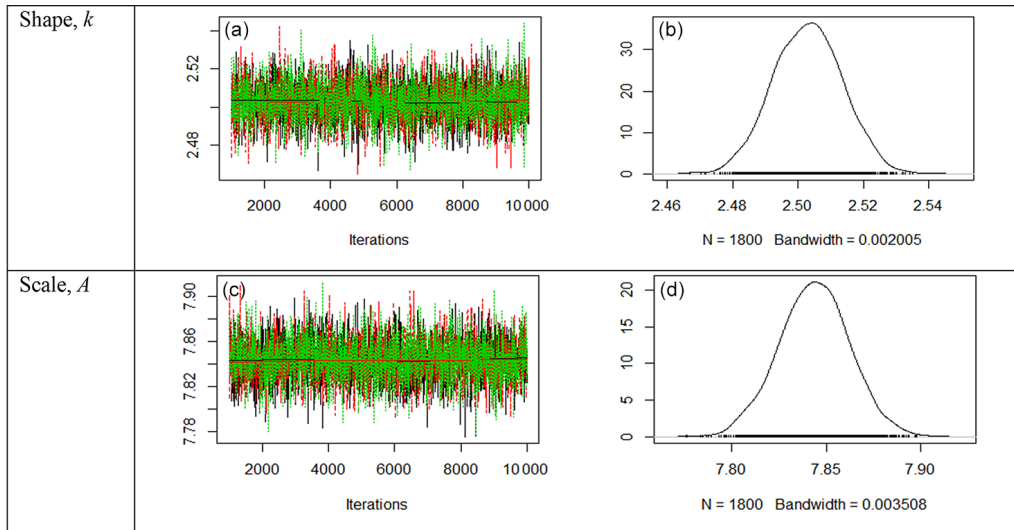 Shape, k
(a)
2.52
2.48
2000 4000 6000 8000 10 000
Iterations
(b)
30
20
10
0
2.46 2.48 2.50 2.52 2.54
N = 1800 Bandwidth = 0.002005
Scale, A
(c)
7.90
7.86
7.82
7.78
2000 4000 6000 8000 10 000
Iterations
(d)
20
15
10
5
0
7.80 7.85 7.90
N = 1800 Bandwidth = 0.003508